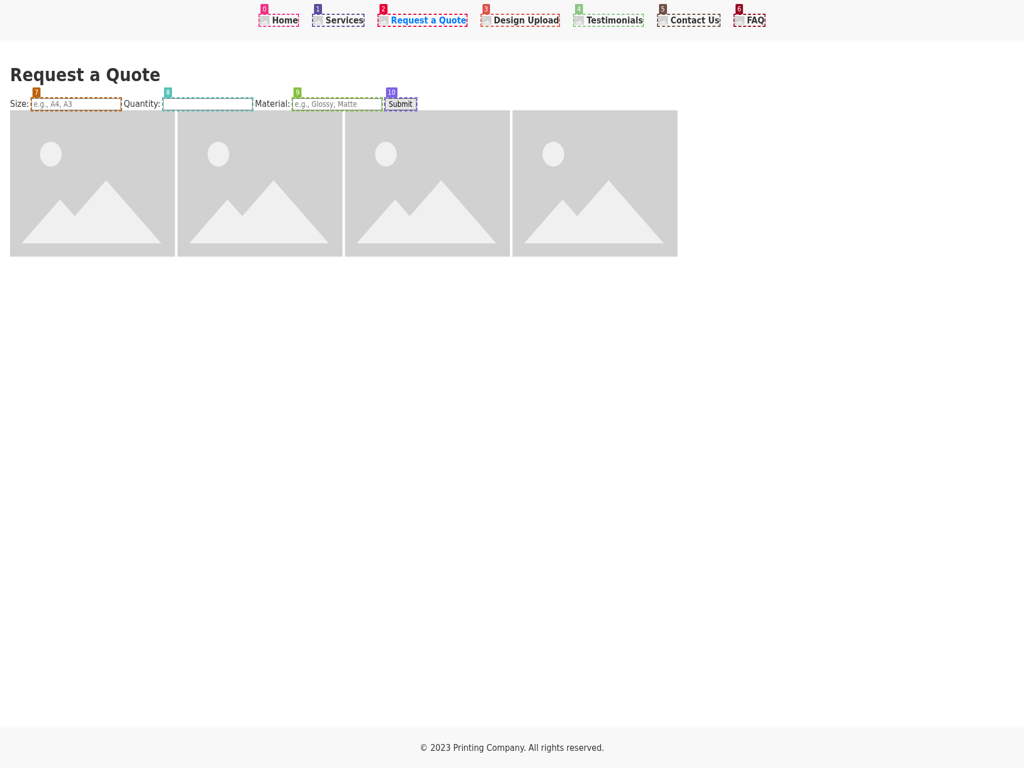 0 1 2 3 4 5 6
Home Services Request a Quote Design Upload Testimonials Contact Us FAQ
Request a Quote
7 8 9 10
Size: e.g., A4, A3 Quantity: Material: e.g., Glossy, Matte Submit
© 2023 Printing Company. All rights reserved.